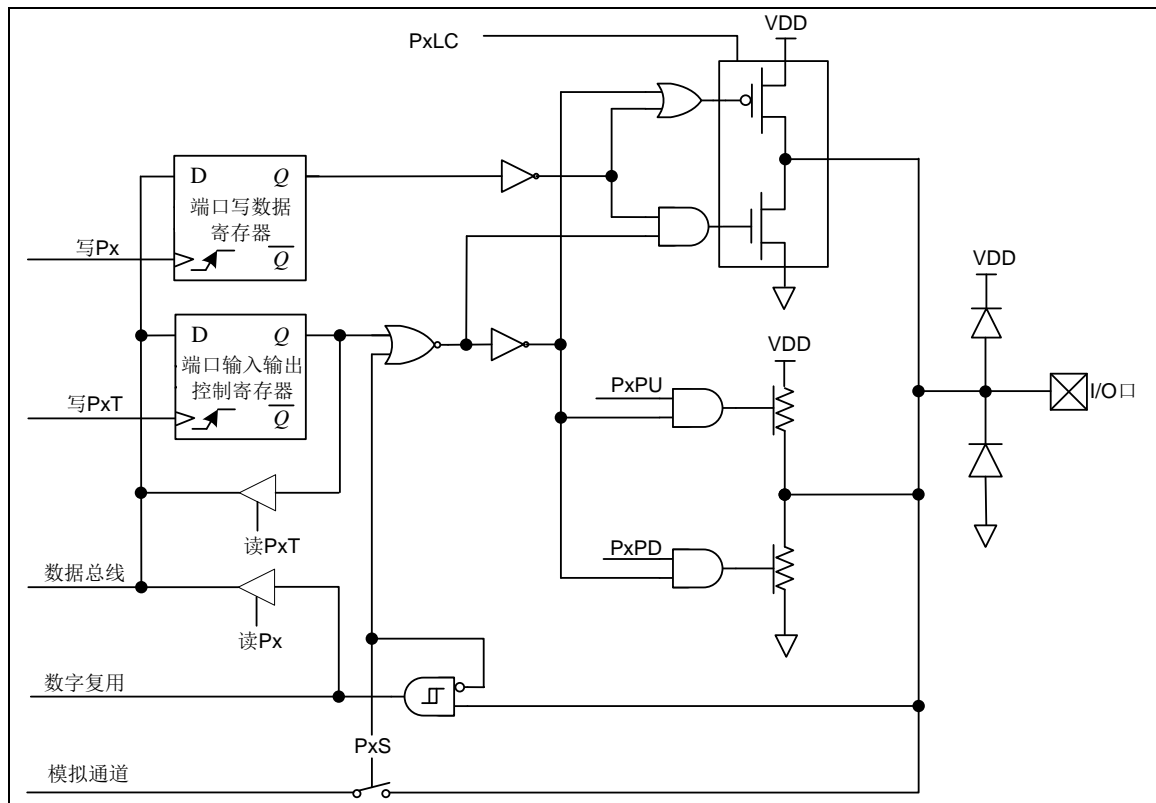 PxLC
VDD
D Q
端口写数据
寄存器
Q
写Px
VDD
D Q
端口输入输出
控制寄存器
Q
写PxT
VDD
PxPU
I/O口
读PxT
PxPD
数据总线
读Px
数字复用
PxS
模拟通道